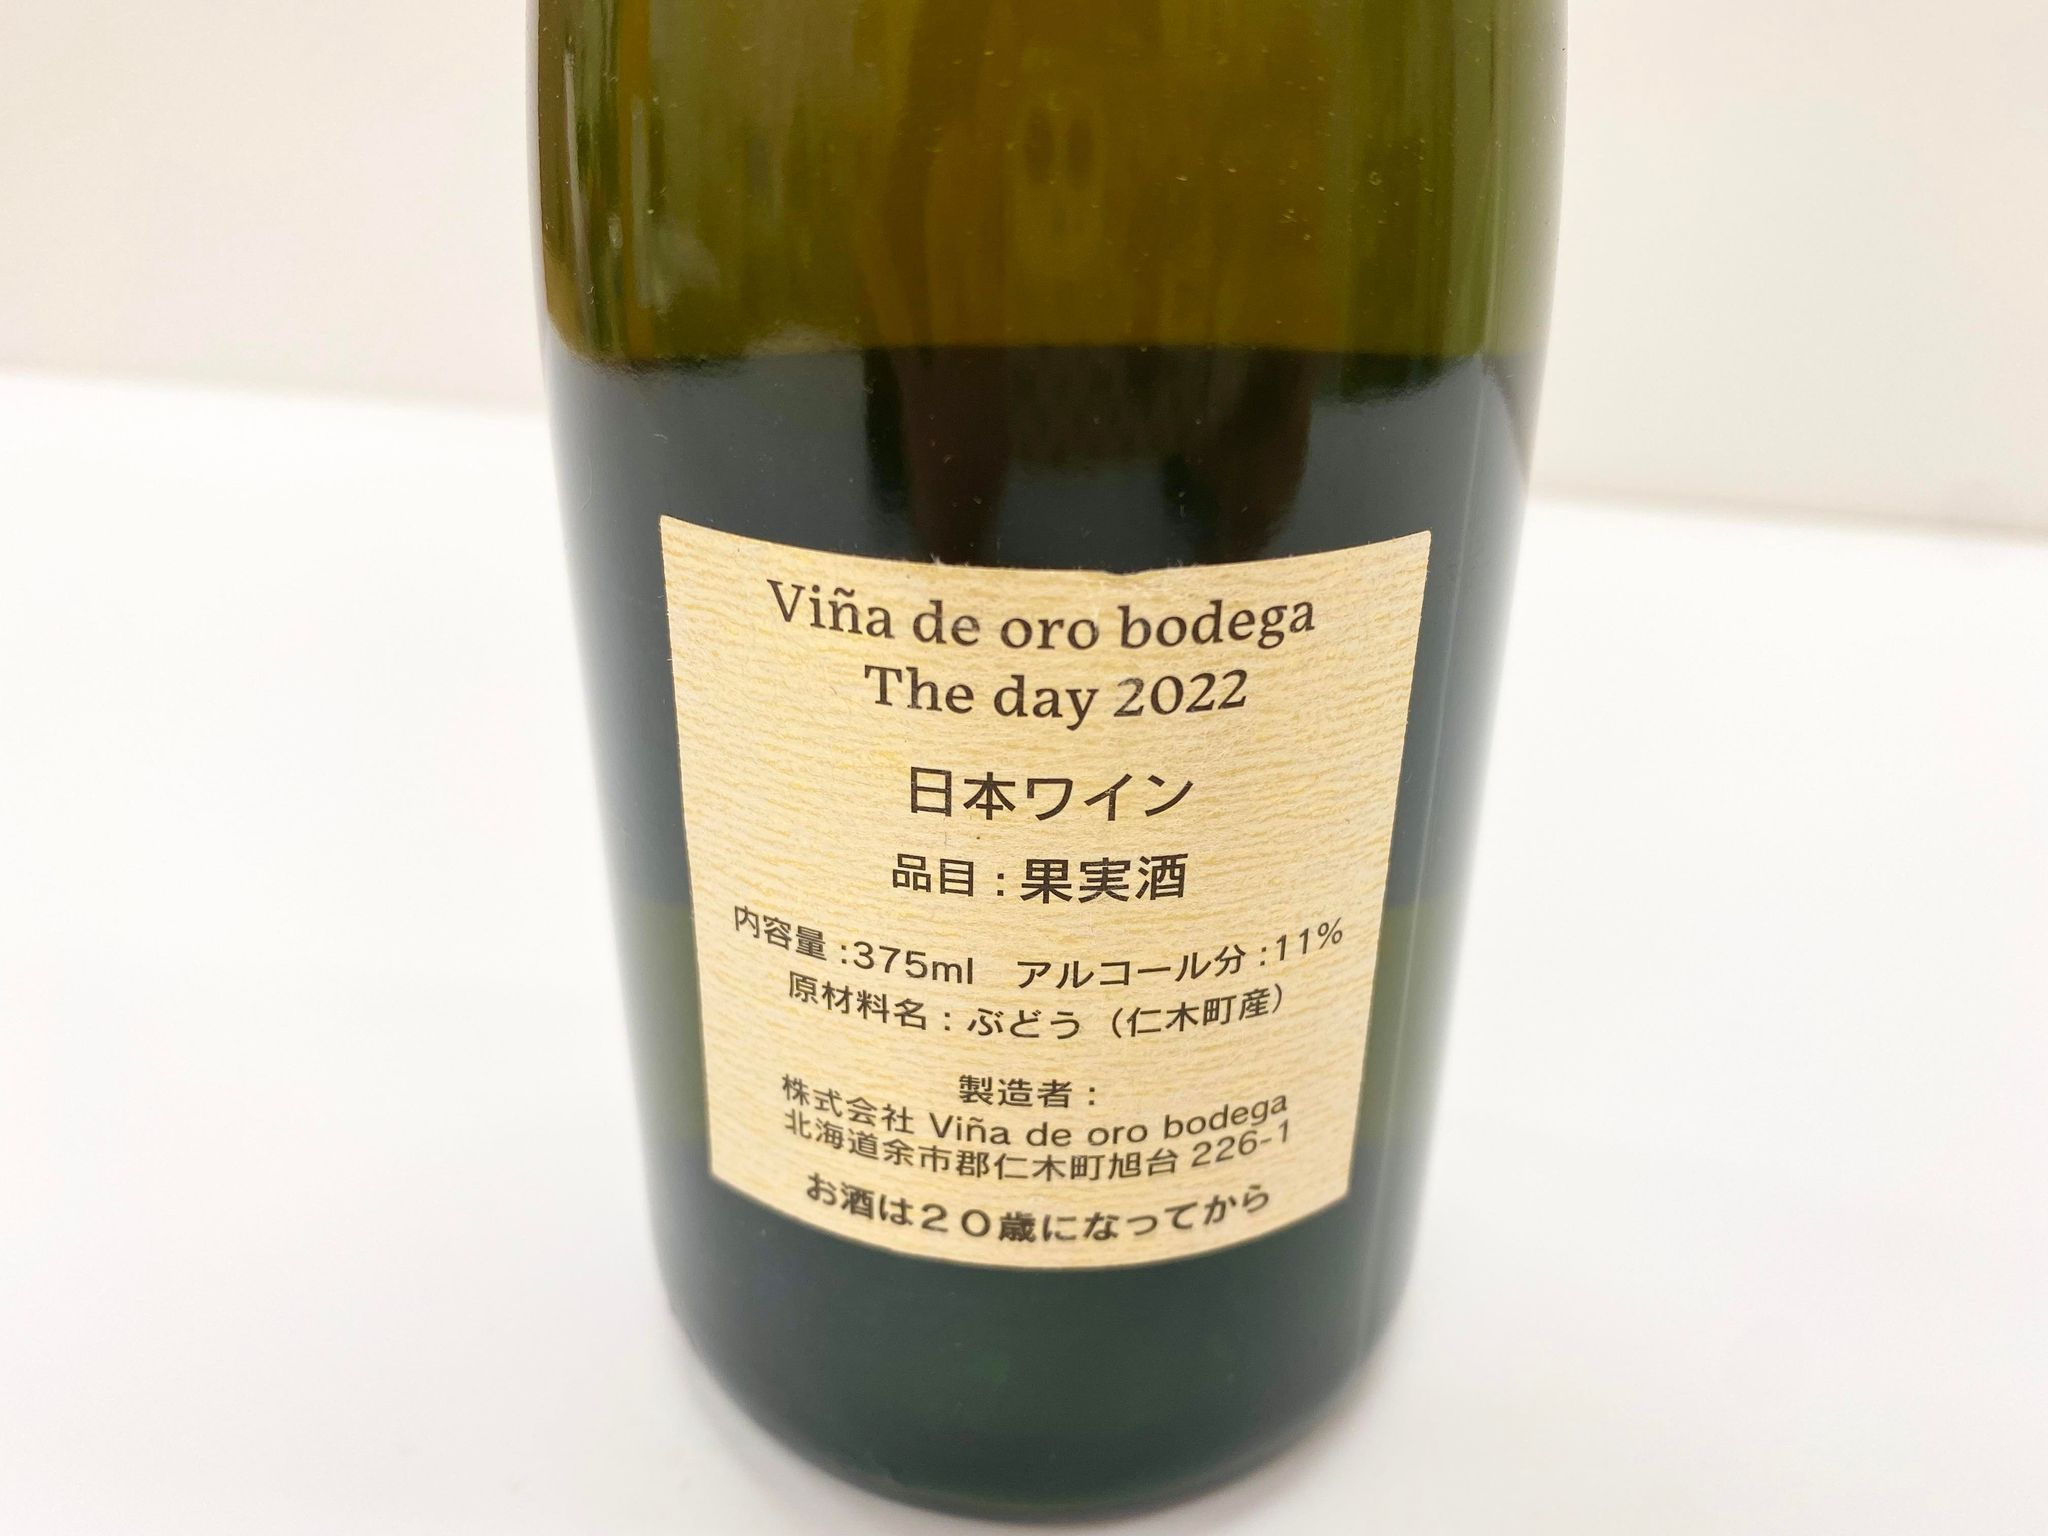 Viña de oro bodega
The day 2022
日本ワイン
品目：果実酒
内容量：375ml　アルコール分：11%
原材料名：ぶどう（仁木町産）
製造者：
株式会社 Viña de oro bodega
北海道余市郡仁木町旭台 226-1
お酒は２０歳になってから